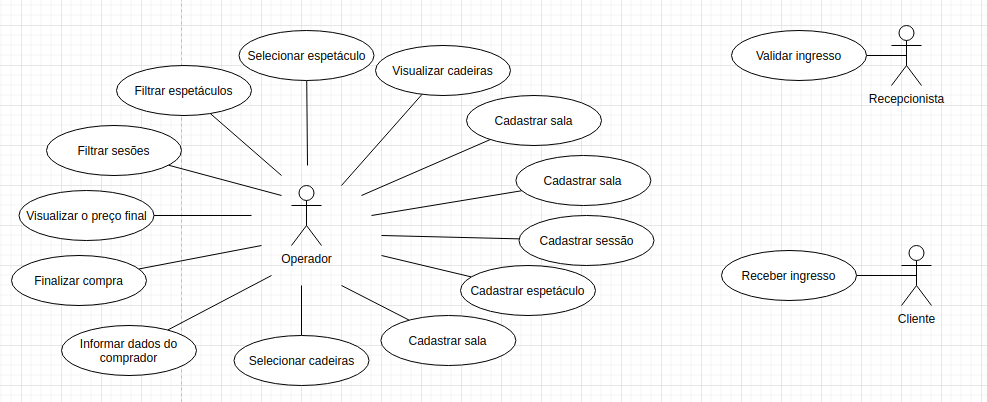 Selecionar espetáculo
Validar ingresso
Visualizar cadeiras
Filtrar espetáculos
Recepcionista
Cadastrar sala
Filtrar sesões
Cadastrar sala
Visualizar o preço final
Cadastrar sessão
Operador
Finalizar compra
Receber ingresso
Cadastrar espetáculo
Cliente
Informar dados do
comprador
Cadastrar sala
Selecionar cadeiras